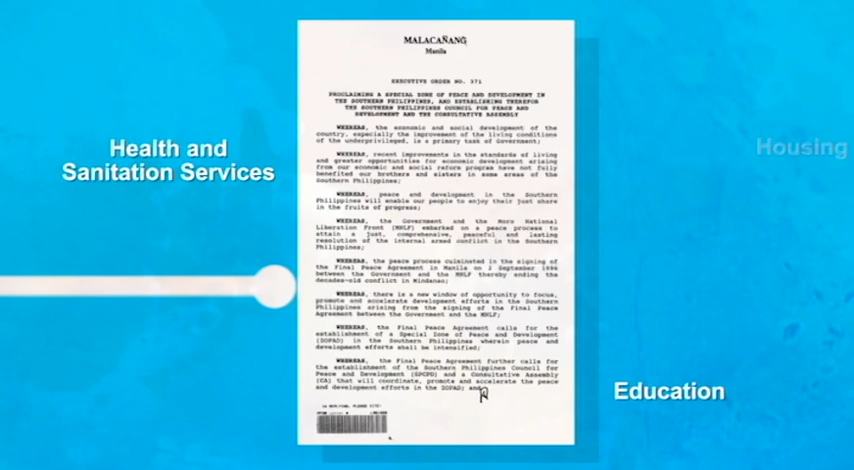 MALACAÑANG
Manila
EXECUTIVE ORDER NO. 371
PROCLAIMING A SPECIAL ZONE OF PEACE AND DEVELOPMENT IN
THE SOUTHERN PHILIPPINES, AND ESTABLISHING THEREFOR
THE SOUTHERN PHILIPPINES COUNCIL FOR PEACE AND
DEVELOPMENT AND THE CONSULTATIVE ASSEMBLY
Health and
Sanitation Services
Housing
WHEREAS, the economic and social development of the
country, especially the improvement of the living conditions
of the underprivileged, is a primary task of Government;
WHEREAS, recent improvements in the standards of living
and greater opportunities for economic development arising
from our economic and social reform program have not fully
benefited our brothers and sisters in some areas of the
Southern Philippines;
WHEREAS, peace and development in the Southern
Philippines will enable our people to enjoy their just share
in the fruits of progress;
WHEREAS, the Government and the Moro National
Liberation Front (MNLF) embarked on a peace process to
attain a just, comprehensive, peaceful and lasting
resolution of the internal armed conflict in the Southern
Philippines;
WHEREAS, the peace process culminated in the signing of
the Final Peace Agreement in Manila on 2 September 1996
between the Government and the MNLF thereby ending the
decades-old conflict in Mindanao;
WHEREAS, there is a new window of opportunity to focus,
promote and accelerate development efforts in the Southern
Philippines arising from the signing of the Final Peace
Agreement between the Government and the MNLF;
WHEREAS, the Final Peace Agreement calls for the
establishment of a Special Zone of Peace and Development
(ZOPAD) in the Southern Philippines wherein peace and
development efforts shall be intensified;
WHEREAS, the Final Peace Agreement further calls for
the establishment of the Southern Philippines Council for
Peace and Development (SPCPD) and a Consultative Assembly
(CA) that will coordinate, promote and accelerate the peace
and development efforts in the ZOPAD; and
Education